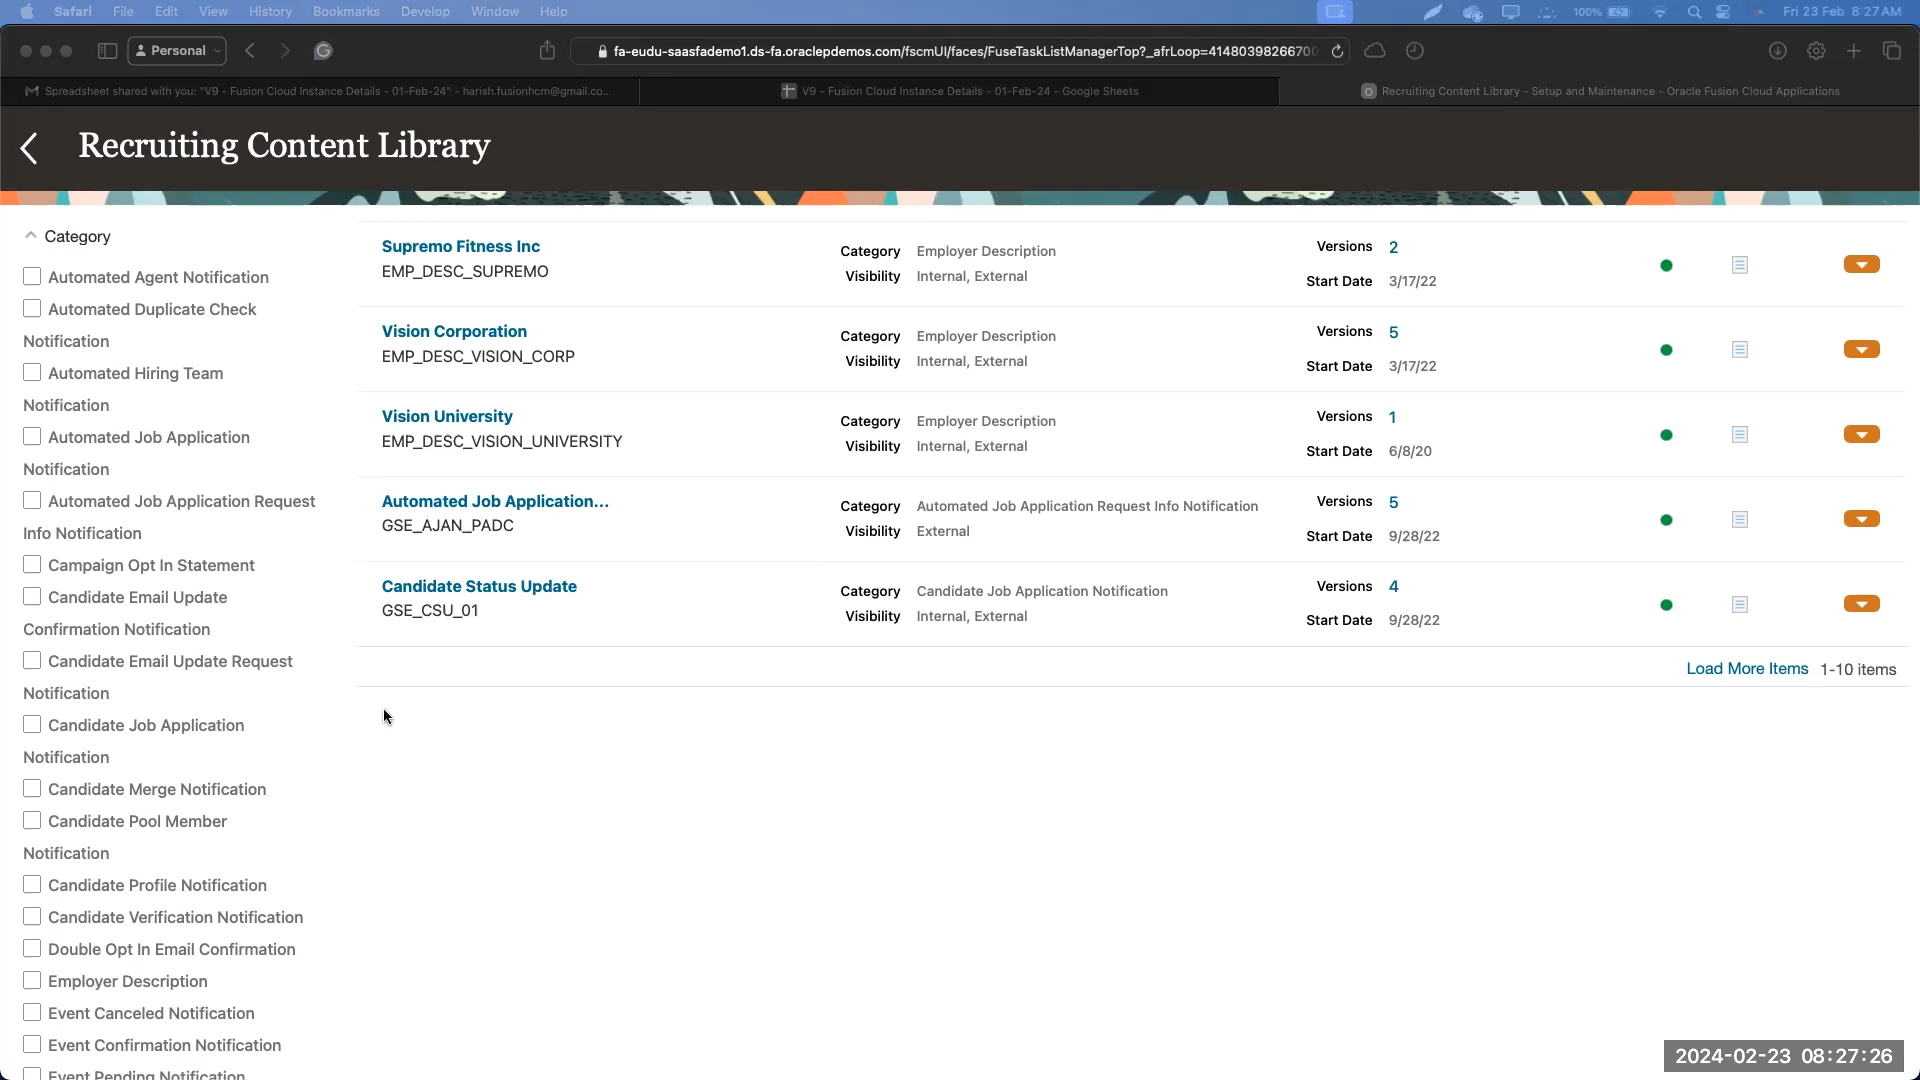 Safari File Edit View History Bookmarks Develop Window Help 100% Fri 23 Feb 8:27 AM
Personal fa-eudu-saasfademo1.ds-fa.oraclepdemos.com/fscmUI/faces/FuseTaskListManagerTop?_afrLoop=41480398266700
Spreadsheet shared with you: "V9 - Fusion Cloud Instance Details - 01-Feb-24" - harish.fusionhcm@gmail.co... V9 - Fusion Cloud Instance Details - 01-Feb-24 - Google Sheets Recruiting Content Library - Setup and Maintenance - Oracle Fusion Cloud Applications
Recruiting Content Library
Category
Automated Agent Notification
Automated Duplicate Check
Notification
Automated Hiring Team
Notification
Automated Job Application
Notification
Automated Job Application Request
Info Notification
Campaign Opt In Statement
Candidate Email Update
Confirmation Notification
Candidate Email Update Request
Notification
Candidate Job Application
Notification
Candidate Merge Notification
Candidate Pool Member
Notification
Candidate Profile Notification
Candidate Verification Notification
Double Opt In Email Confirmation
Employer Description
Event Canceled Notification
Event Confirmation Notification
Event Pending Notification
Supremo Fitness Inc Category Employer Description Versions 2
EMP_DESC_SUPREMO Visibility Internal, External Start Date 3/17/22
Vision Corporation Category Employer Description Versions 5
EMP_DESC_VISION_CORP Visibility Internal, External Start Date 3/17/22
Vision University Category Employer Description Versions 1
EMP_DESC_VISION_UNIVERSITY Visibility Internal, External Start Date 6/8/20
Automated Job Application... Category Automated Job Application Request Info Notification Versions 5
GSE_AJAN_PADC Visibility External Start Date 9/28/22
Candidate Status Update Category Candidate Job Application Notification Versions 4
GSE_CSU_01 Visibility Internal, External Start Date 9/28/22
Load More Items 1-10 items
2024-02-23 08:27:26